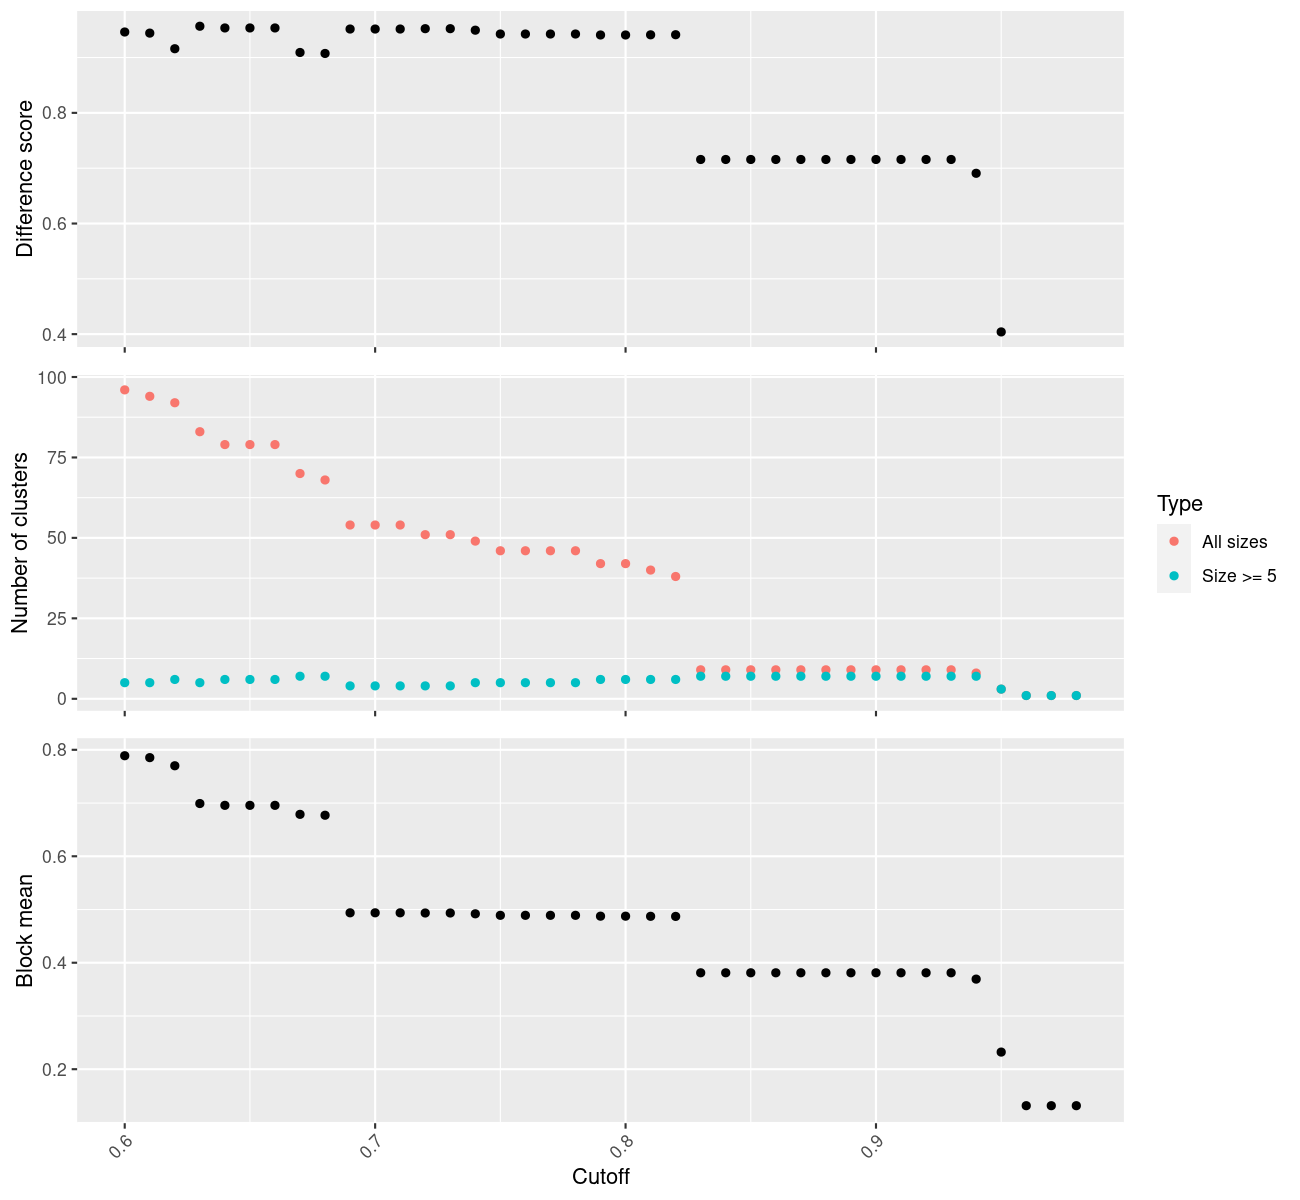 Difference score
0.8
0.6
0.4
Number of clusters
100
75
50
25
0
Type
All sizes
Size >= 5
Block mean
0.8
0.6
0.4
0.2
0.6
0.7
0.8
0.9
Cutoff